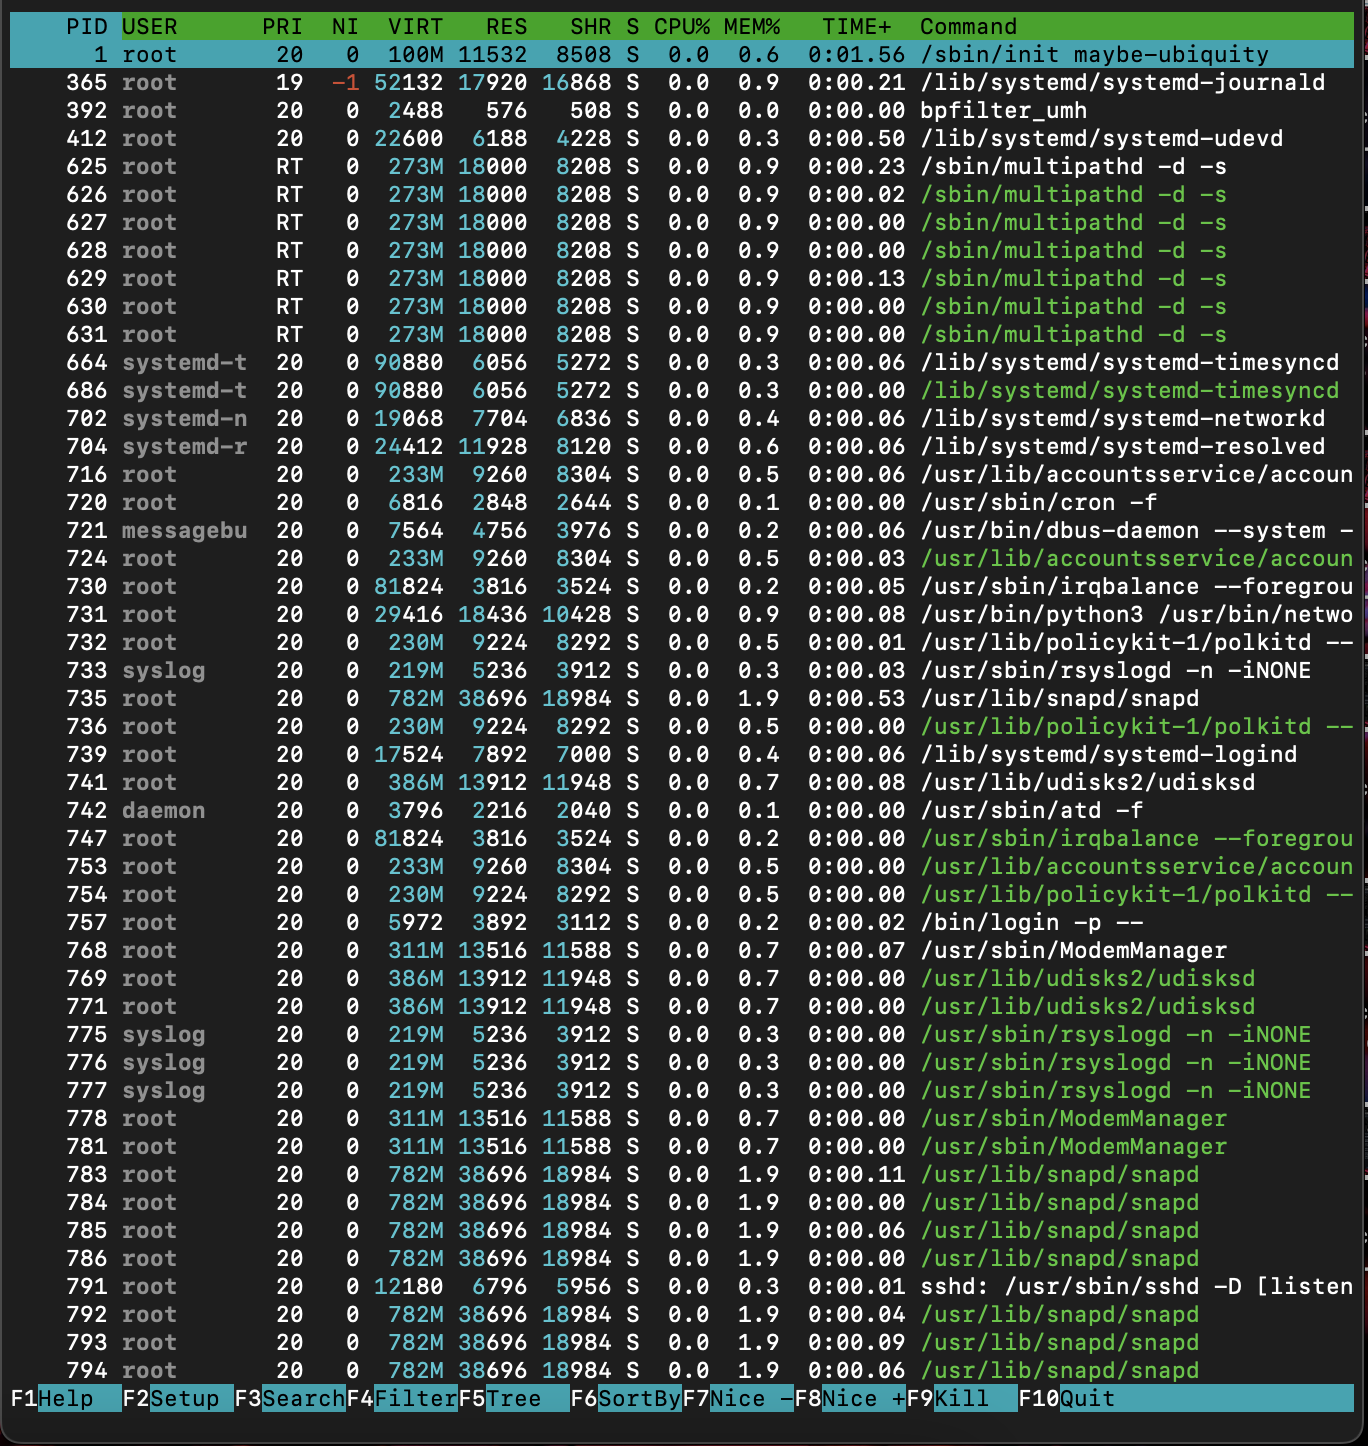 PID USER PRI NI VIRT RES SHR S CPU% MEM% TIME+ Command
1 root 20 0 100M 11532 8508 S 0.0 0.6 0:01.56 /sbin/init maybe-ubiquity
365 root 19 -1 52132 17920 16868 S 0.0 0.9 0:00.21 /lib/systemd/systemd-journald
392 root 20 0 2488 576 508 S 0.0 0.0 0:00.00 bpfilter_umh
412 root 20 0 22600 6188 4228 S 0.0 0.3 0:00.50 /lib/systemd/systemd-udevd
625 root RT 0 273M 18000 8208 S 0.0 0.9 0:00.23 /sbin/multipathd -d -s
626 root RT 0 273M 18000 8208 S 0.0 0.9 0:00.02 /sbin/multipathd -d -s
627 root RT 0 273M 18000 8208 S 0.0 0.9 0:00.00 /sbin/multipathd -d -s
628 root RT 0 273M 18000 8208 S 0.0 0.9 0:00.00 /sbin/multipathd -d -s
629 root RT 0 273M 18000 8208 S 0.0 0.9 0:00.13 /sbin/multipathd -d -s
630 root RT 0 273M 18000 8208 S 0.0 0.9 0:00.00 /sbin/multipathd -d -s
631 root RT 0 273M 18000 8208 S 0.0 0.9 0:00.00 /sbin/multipathd -d -s
664 systemd-t 20 0 90880 6056 5272 S 0.0 0.3 0:00.06 /lib/systemd/systemd-timesyncd
686 systemd-t 20 0 90880 6056 5272 S 0.0 0.3 0:00.00 /lib/systemd/systemd-timesyncd
702 systemd-n 20 0 19068 7704 6836 S 0.0 0.4 0:00.06 /lib/systemd/systemd-networkd
704 systemd-r 20 0 24412 11928 8120 S 0.0 0.6 0:00.06 /lib/systemd/systemd-resolved
716 root 20 0 233M 9260 8304 S 0.0 0.5 0:00.06 /usr/lib/accountsservice/accoun
720 root 20 0 6816 2848 2644 S 0.0 0.1 0:00.00 /usr/sbin/cron -f
721 messagebu 20 0 7564 4756 3976 S 0.0 0.2 0:00.06 /usr/bin/dbus-daemon --system -
724 root 20 0 233M 9260 8304 S 0.0 0.5 0:00.03 /usr/lib/accountsservice/accoun
730 root 20 0 81824 3816 3524 S 0.0 0.2 0:00.05 /usr/sbin/irqbalance --foregrou
731 root 20 0 29416 18436 10428 S 0.0 0.9 0:00.08 /usr/bin/python3 /usr/bin/netwo
732 root 20 0 230M 9224 8292 S 0.0 0.5 0:00.01 /usr/lib/policykit-1/polkitd --
733 syslog 20 0 219M 5236 3912 S 0.0 0.3 0:00.03 /usr/sbin/rsyslogd -n -iNONE
735 root 20 0 782M 38696 18984 S 0.0 1.9 0:00.53 /usr/lib/snapd/snapd
736 root 20 0 230M 9224 8292 S 0.0 0.5 0:00.00 /usr/lib/policykit-1/polkitd --
739 root 20 0 17524 7892 7000 S 0.0 0.4 0:00.06 /lib/systemd/systemd-logind
741 root 20 0 386M 13912 11948 S 0.0 0.7 0:00.08 /usr/lib/udisks2/udisksd
742 daemon 20 0 3796 2216 2040 S 0.0 0.1 0:00.00 /usr/sbin/atd -f
747 root 20 0 81824 3816 3524 S 0.0 0.2 0:00.00 /usr/sbin/irqbalance --foregrou
753 root 20 0 233M 9260 8304 S 0.0 0.5 0:00.00 /usr/lib/accountsservice/accoun
754 root 20 0 230M 9224 8292 S 0.0 0.5 0:00.00 /usr/lib/policykit-1/polkitd --
757 root 20 0 5972 3892 3112 S 0.0 0.2 0:00.02 /bin/login -p --
768 root 20 0 311M 13516 11588 S 0.0 0.7 0:00.07 /usr/sbin/ModemManager
769 root 20 0 386M 13912 11948 S 0.0 0.7 0:00.00 /usr/lib/udisks2/udisksd
771 root 20 0 386M 13912 11948 S 0.0 0.7 0:00.00 /usr/lib/udisks2/udisksd
775 syslog 20 0 219M 5236 3912 S 0.0 0.3 0:00.00 /usr/sbin/rsyslogd -n -iNONE
776 syslog 20 0 219M 5236 3912 S 0.0 0.3 0:00.00 /usr/sbin/rsyslogd -n -iNONE
777 syslog 20 0 219M 5236 3912 S 0.0 0.3 0:00.00 /usr/sbin/rsyslogd -n -iNONE
778 root 20 0 311M 13516 11588 S 0.0 0.7 0:00.00 /usr/sbin/ModemManager
781 root 20 0 311M 13516 11588 S 0.0 0.7 0:00.00 /usr/sbin/ModemManager
783 root 20 0 782M 38696 18984 S 0.0 1.9 0:00.11 /usr/lib/snapd/snapd
784 root 20 0 782M 38696 18984 S 0.0 1.9 0:00.00 /usr/lib/snapd/snapd
785 root 20 0 782M 38696 18984 S 0.0 1.9 0:00.06 /usr/lib/snapd/snapd
786 root 20 0 782M 38696 18984 S 0.0 1.9 0:00.00 /usr/lib/snapd/snapd
791 root 20 0 12180 6796 5956 S 0.0 0.3 0:00.01 sshd: /usr/sbin/sshd -D [listen
792 root 20 0 782M 38696 18984 S 0.0 1.9 0:00.04 /usr/lib/snapd/snapd
793 root 20 0 782M 38696 18984 S 0.0 1.9 0:00.09 /usr/lib/snapd/snapd
794 root 20 0 782M 38696 18984 S 0.0 1.9 0:00.06 /usr/lib/snapd/snapd
F1Help F2Setup F3SearchF4FilterF5Tree F6SortByF7Nice -F8Nice +F9Kill F10Quit